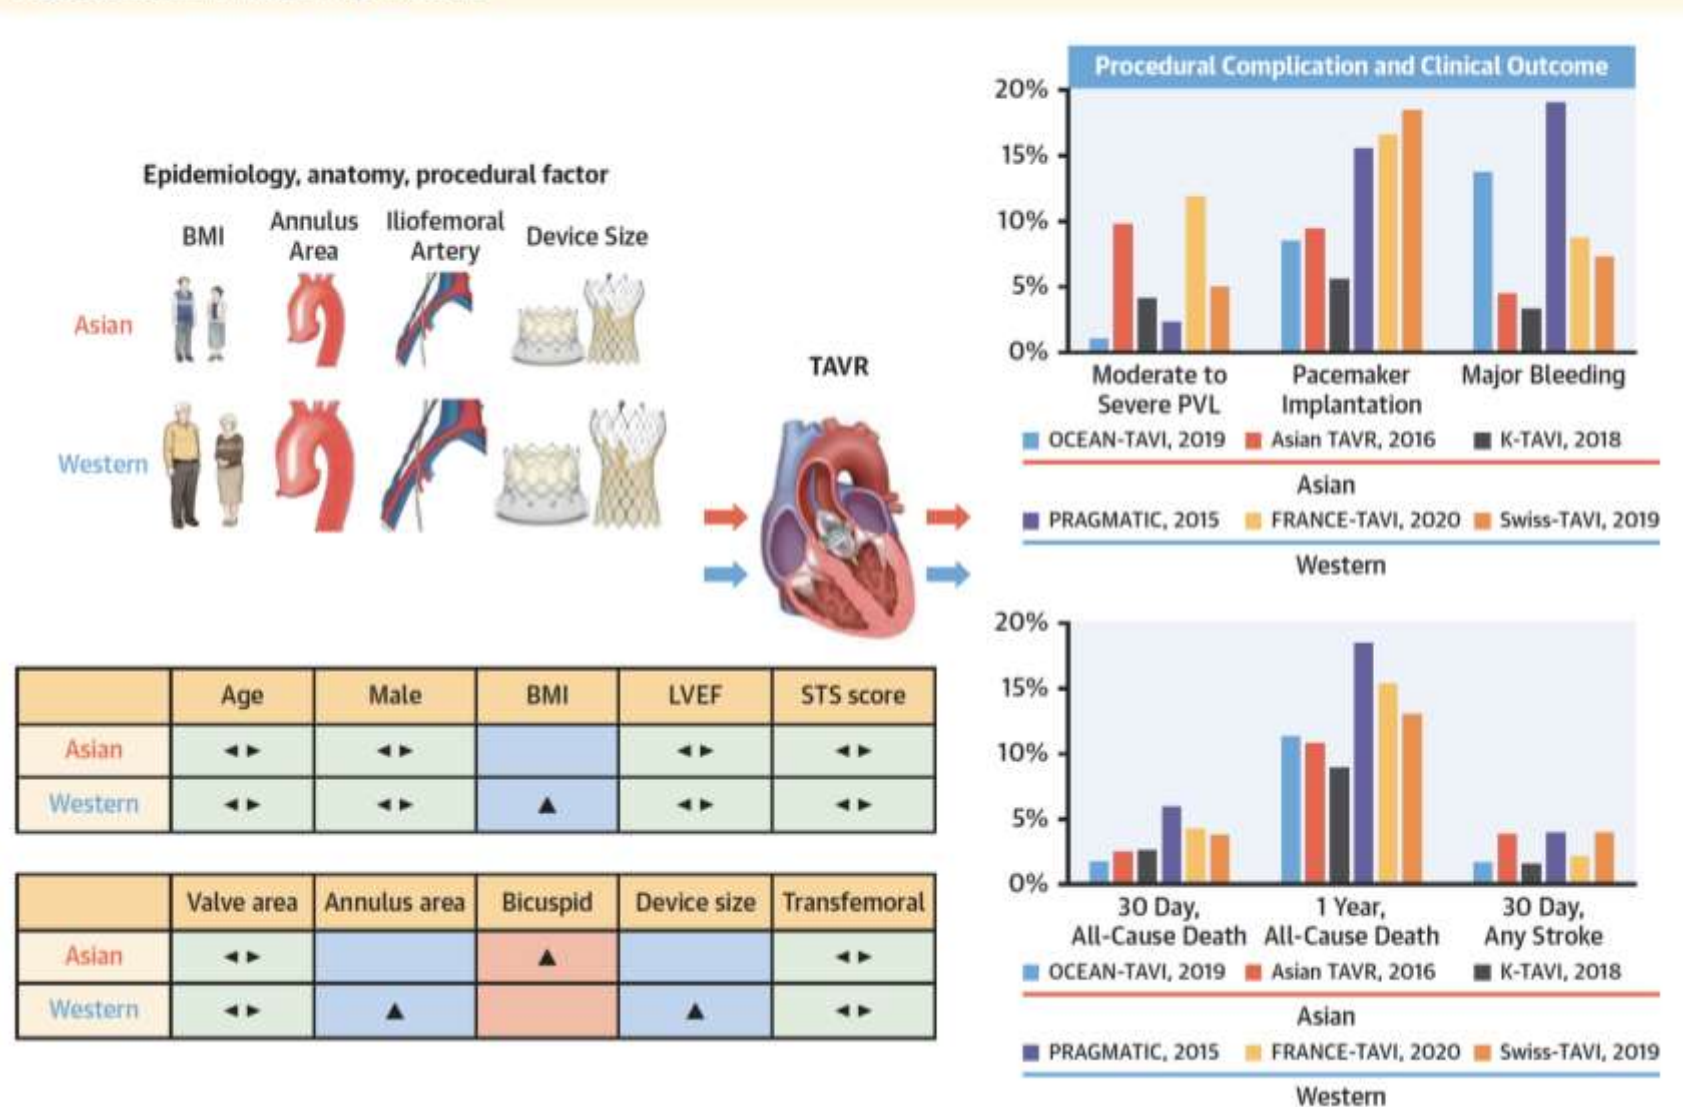 Epidemiology, anatomy, procedural factor
BMI
Annulus
Area
Iliofemoral
Artery
Device Size
Asian
Western
TAVR
Age Male BMI LVEF STS score
Asian ◄ ► ◄ ► ◄ ► ◄ ►
Western ◄ ► ◄ ► ▲ ◄ ► ◄ ►
Valve area Annulus area Bicuspid Device size Transfemoral
Asian ◄ ► ▲ ◄ ►
Western ◄ ► ▲ ▲ ◄ ►
Procedural Complication and Clinical Outcome
20%
15%
10%
5%
0%
Moderate to
Severe PVL
Pacemaker
Implantation
Major Bleeding
OCEAN-TAVI, 2019 Asian TAVR, 2016 K-TAVI, 2018
Asian
PRAGMATIC, 2015 FRANCE-TAVI, 2020 Swiss-TAVI, 2019
Western
20%
15%
10%
5%
0%
30 Day,
All-Cause Death
1 Year,
All-Cause Death
30 Day,
Any Stroke
OCEAN-TAVI, 2019 Asian TAVR, 2016 K-TAVI, 2018
Asian
PRAGMATIC, 2015 FRANCE-TAVI, 2020 Swiss-TAVI, 2019
Western